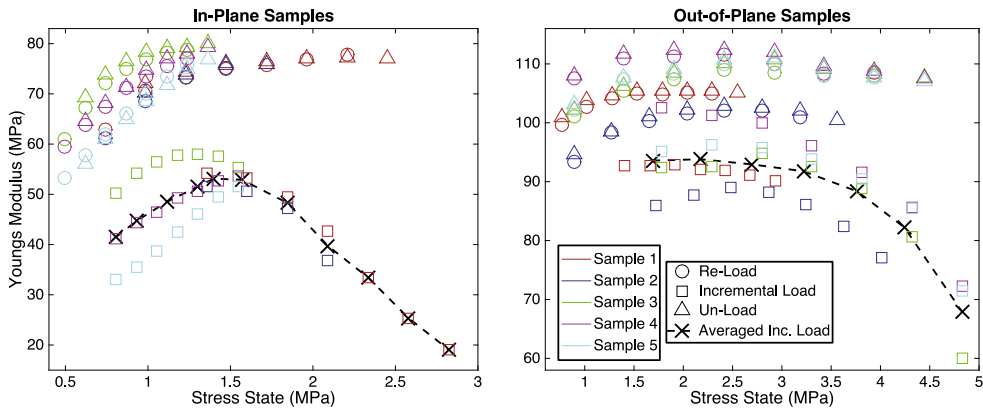 In-Plane Samples
Out-of-Plane Samples
Youngs Modulus (MPa)
80
70
60
50
40
30
20
0.5
1
1.5
2
2.5
3
Stress State (MPa)
110
100
90
80
70
60
1
1.5
2
2.5
3
3.5
4
4.5
5
Stress State (MPa)
Sample 1
Sample 2
Sample 3
Sample 4
Sample 5
Re-Load
Incremental Load
Un-Load
Averaged Inc. Load